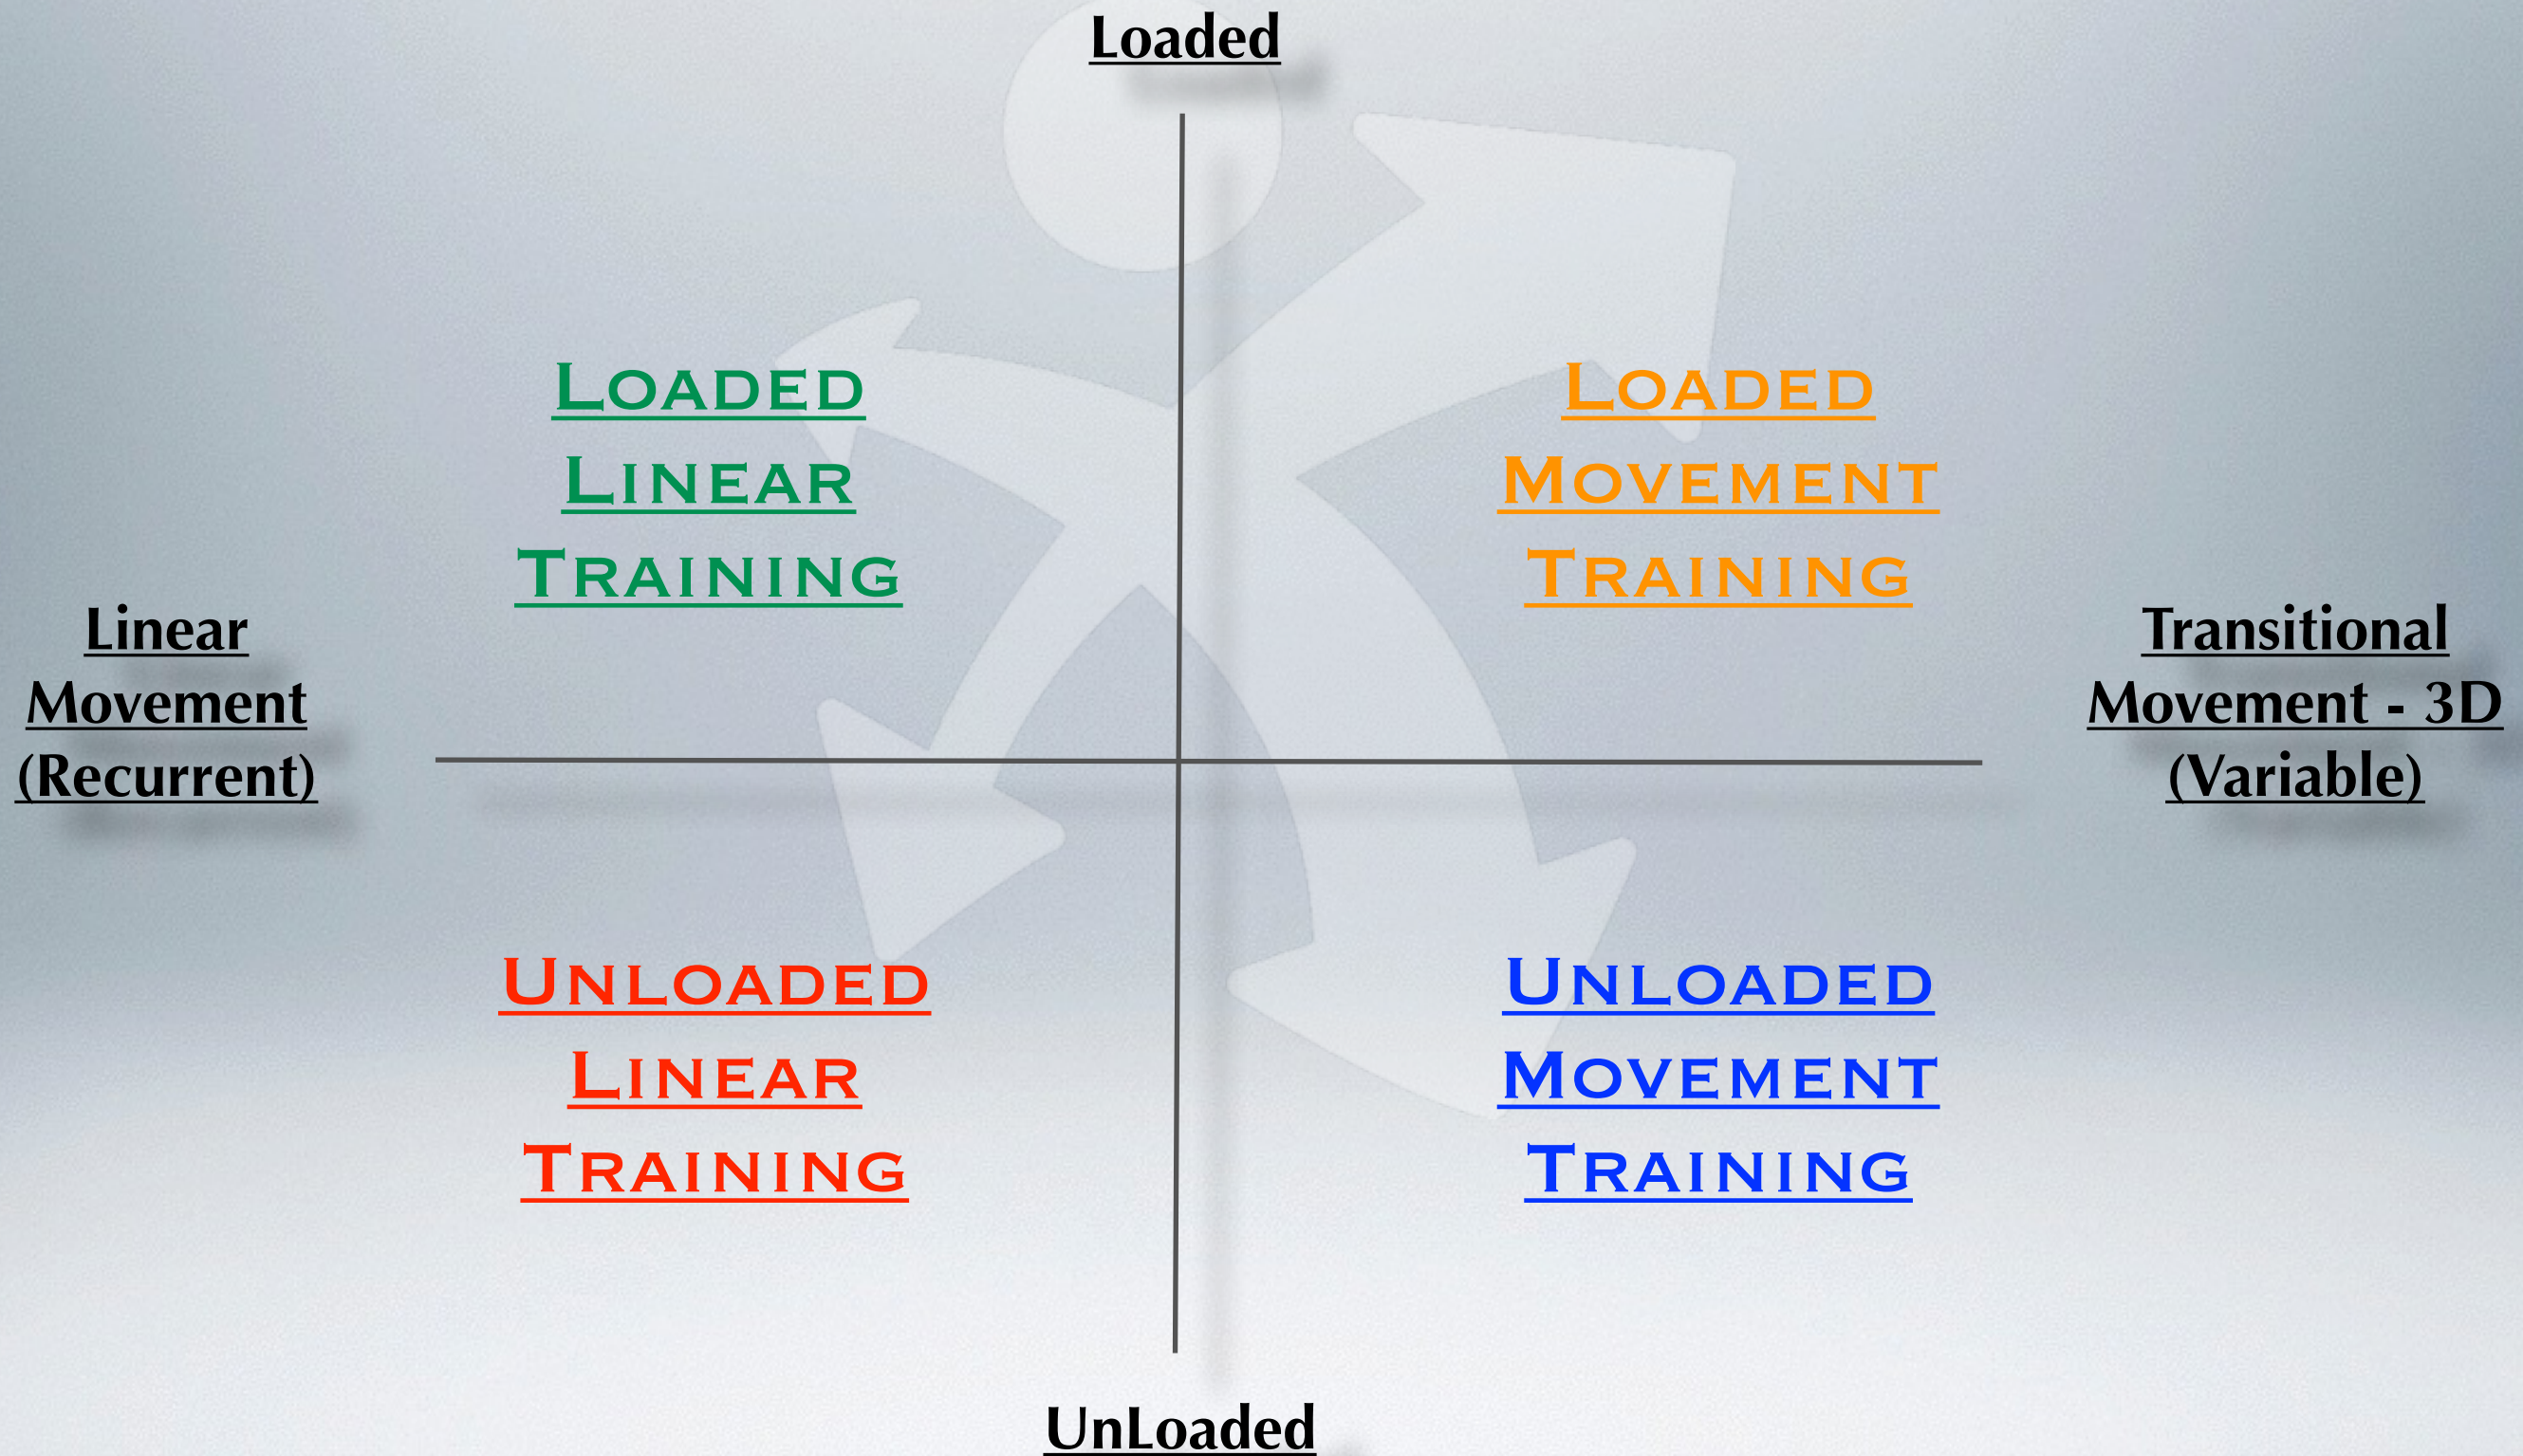 Loaded
LOADED
LINEAR
TRAINING
LOADED
MOVEMENT
TRAINING
Linear
Movement
(Recurrent)
Transitional
Movement - 3D
(Variable)
UNLOADED
LINEAR
TRAINING
UNLOADED
MOVEMENT
TRAINING
UnLoaded